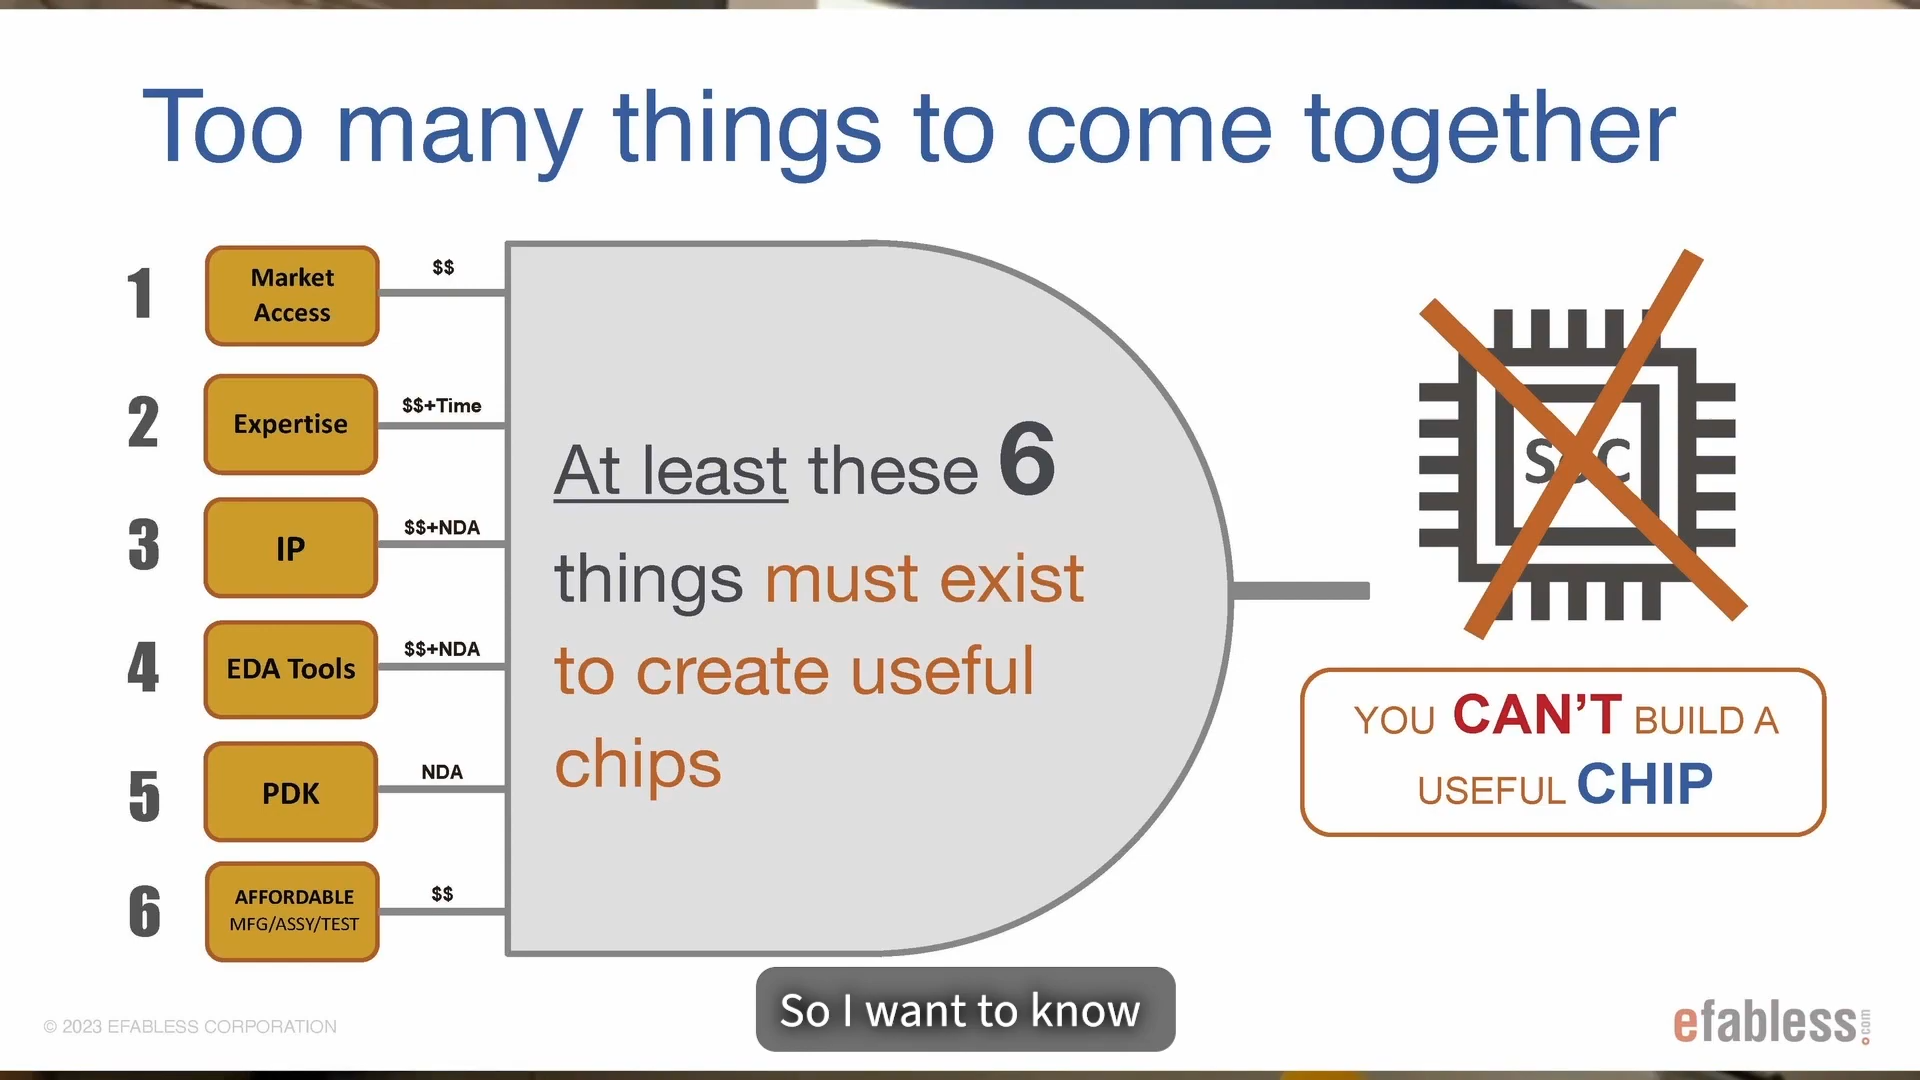 Too many things to come together
1
Market
Access
$$
2
Expertise
$$+Time
3
IP
$$+NDA
4
EDA Tools
$$+NDA
5
PDK
NDA
6
AFFORDABLE
MFG/ASSY/TEST
$$
At least these 6
things must exist
to create useful
chips
SoC
YOU CAN’T BUILD A
USEFUL CHIP
So I want to know
© 2023 EFABLESS CORPORATION
efabless.com